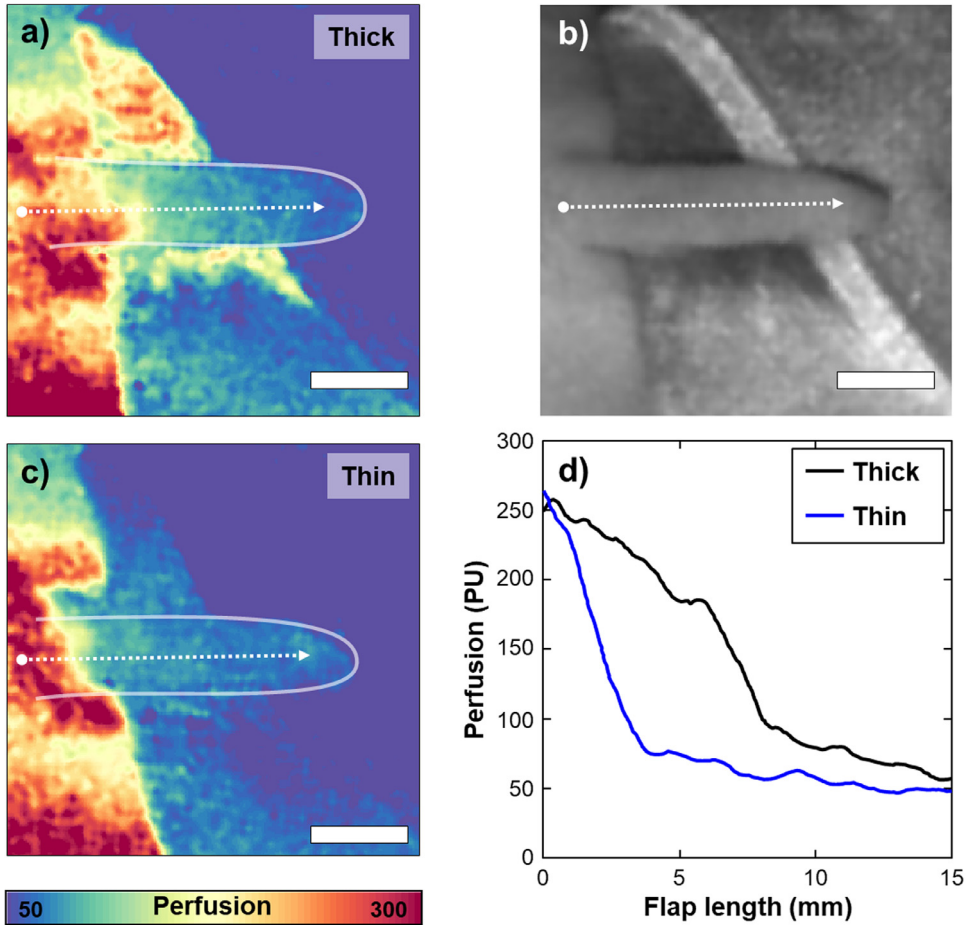 a)
Thick
b)
c)
Thin
50
Perfusion
300
d)
Thick
Thin
300
250
200
150
100
50
0
Perfusion (PU)
0
5
10
15
Flap length (mm)